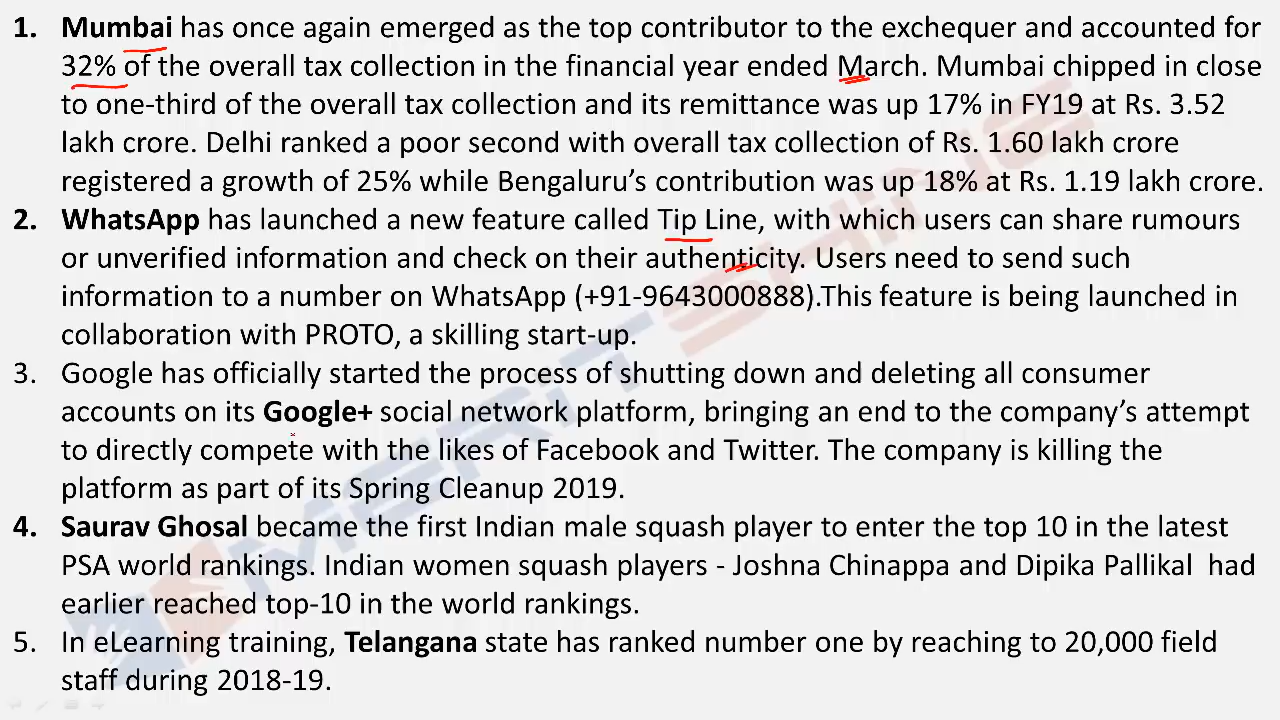 1. Mumbai has once again emerged as the top contributor to the exchequer and accounted for
32% of the overall tax collection in the financial year ended March. Mumbai chipped in close
to one-third of the overall tax collection and its remittance was up 17% in FY19 at Rs. 3.52
lakh crore. Delhi ranked a poor second with overall tax collection of Rs. 1.60 lakh crore
registered a growth of 25% while Bengaluru’s contribution was up 18% at Rs. 1.19 lakh crore.
2. WhatsApp has launched a new feature called Tip Line, with which users can share rumours
or unverified information and check on their authenticity. Users need to send such
information to a number on WhatsApp (+91-9643000888).This feature is being launched in
collaboration with PROTO, a skilling start-up.
3. Google has officially started the process of shutting down and deleting all consumer
accounts on its Google+ social network platform, bringing an end to the company’s attempt
to directly compete with the likes of Facebook and Twitter. The company is killing the
platform as part of its Spring Cleanup 2019.
4. Saurav Ghosal became the first Indian male squash player to enter the top 10 in the latest
PSA world rankings. Indian women squash players - Joshna Chinappa and Dipika Pallikal had
earlier reached top-10 in the world rankings.
5. In eLearning training, Telangana state has ranked number one by reaching to 20,000 field
staff during 2018-19.
MERIT SHINE